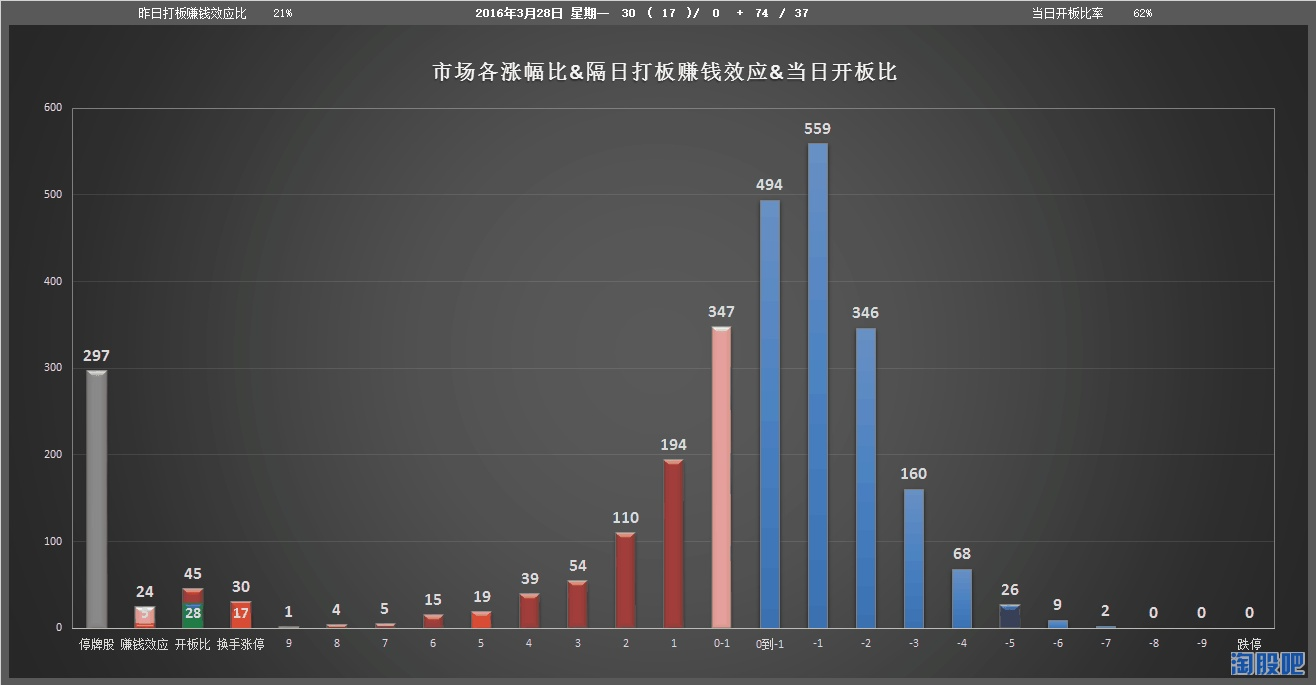 昨日打板赚钱效应比 21% 2016年3月28日 星期一 30 ( 17 )/ 0 + 74 / 37 当日开板比率 62%
市场各涨幅比&隔日打板赚钱效应&当日开板比
600
500
400
300
200
100
0
297 24 45 30 1 4 5 15 19 39 54 110 194 347 494 559 346 160 68 26 9 2 0 0 0
5 28 17
停牌股 赚钱效应 开板比 换手涨停 9 8 7 6 5 4 3 2 1 0-1 0到-1 -1 -2 -3 -4 -5 -6 -7 -8 -9 跌停
淘股吧